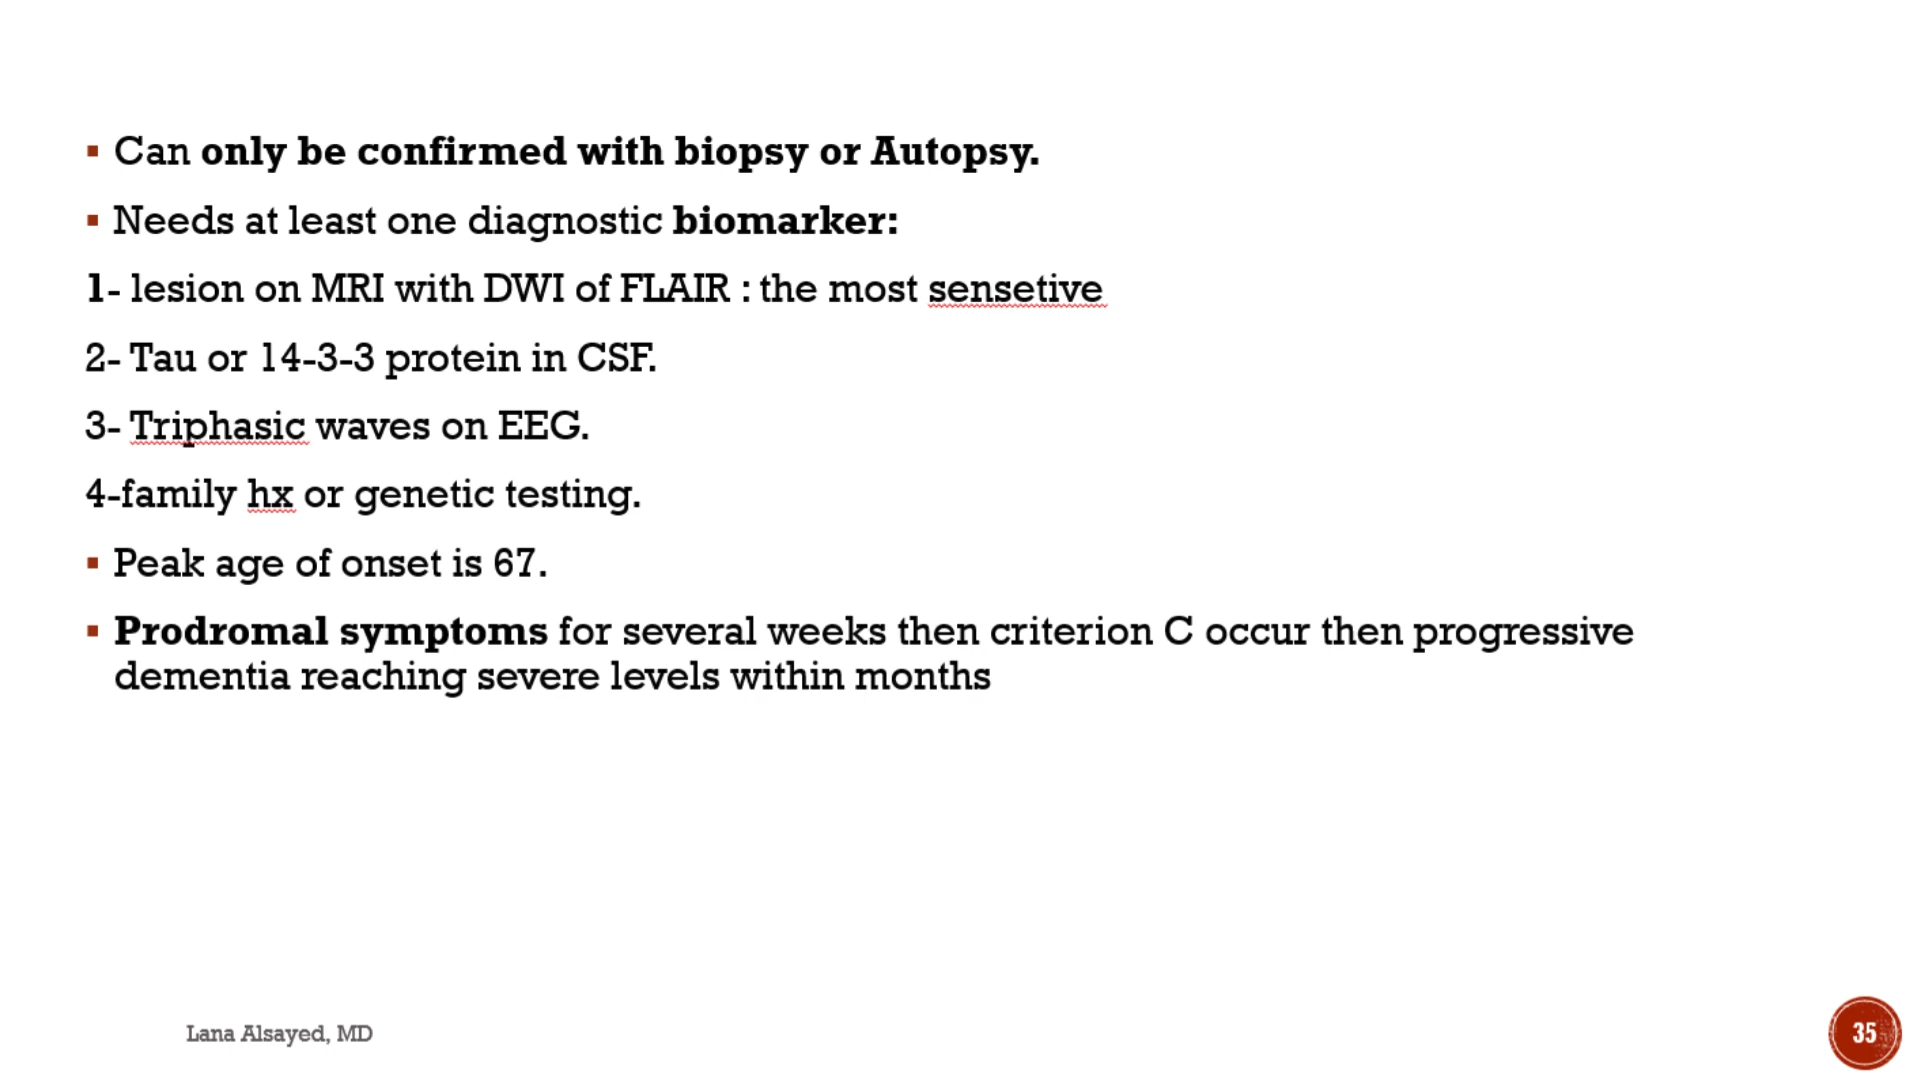 ▪ Can only be confirmed with biopsy or Autopsy.
▪ Needs at least one diagnostic biomarker:
1- lesion on MRI with DWI of FLAIR : the most sensetive
2- Tau or 14-3-3 protein in CSF.
3- Triphasic waves on EEG.
4-family hx or genetic testing.
▪ Peak age of onset is 67.
▪ Prodromal symptoms for several weeks then criterion C occur then progressive
dementia reaching severe levels within months
Lana Alsayed, MD
35